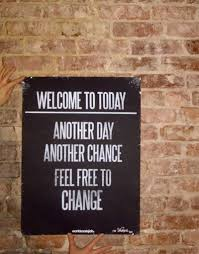 WELCOME TO TODAY
ANOTHER DAY
ANOTHER CHANCE
FEEL FREE TO
CHANGE